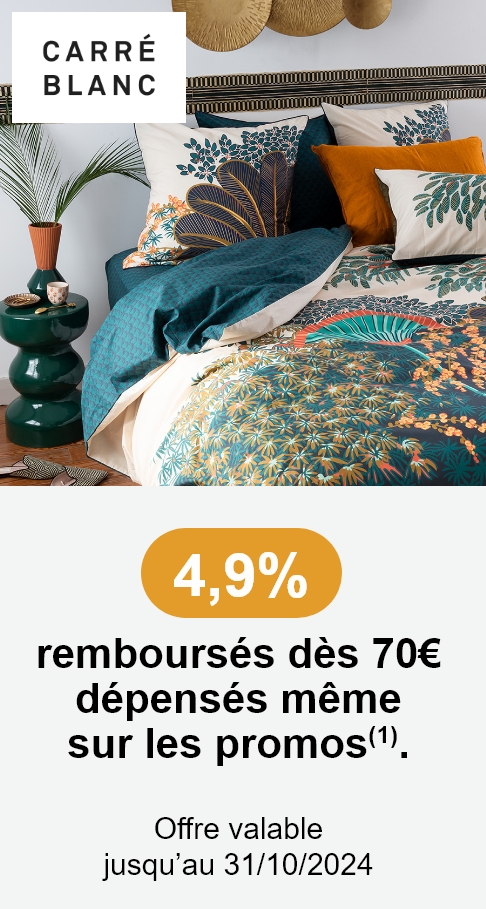 CARRÉ
BLANC
4,9%
remboursés dès 70€
dépensés même
sur les promos(1).
Offre valable
jusqu’au 31/10/2024